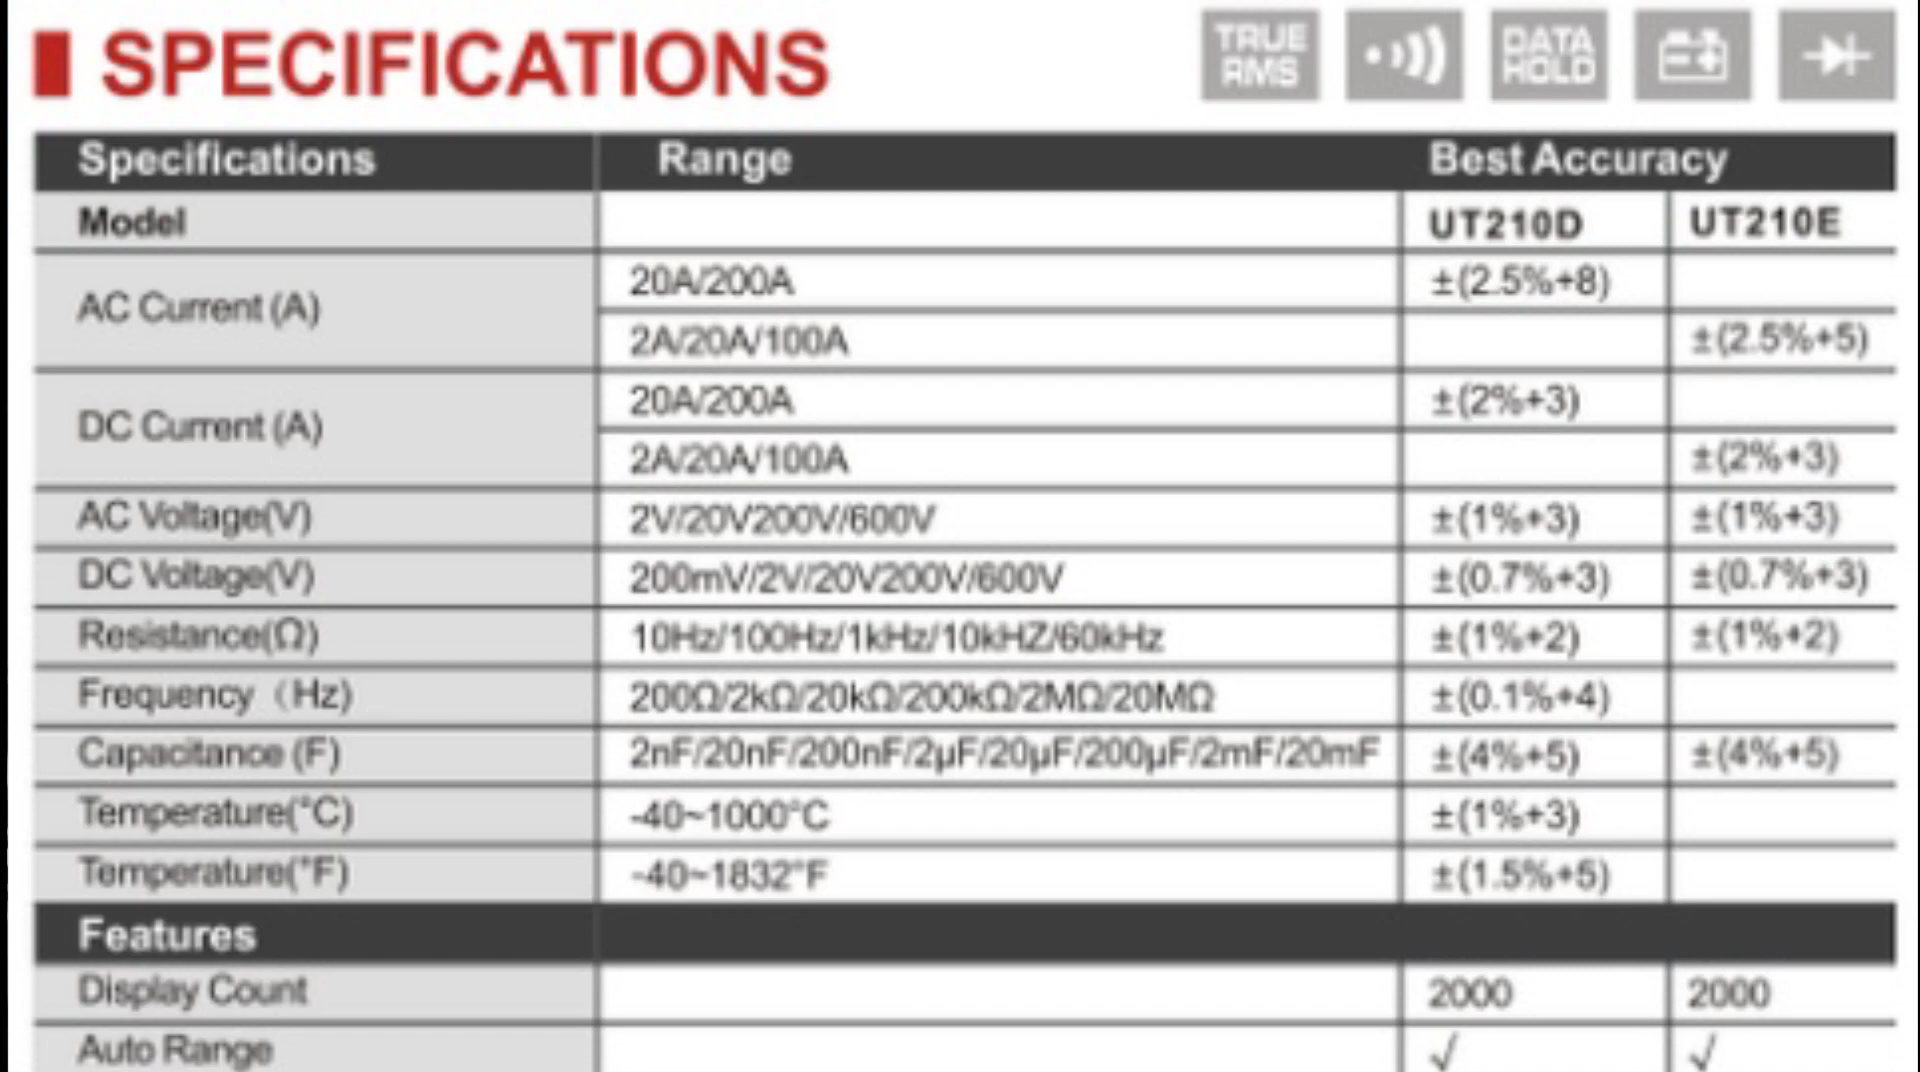 SPECIFICATIONS
TRUE RMS
DATA HOLD
Specifications Range Best Accuracy
Model UT210D UT210E
AC Current (A) 20A/200A ±(2.5%+8)
2A/20A/100A ±(2.5%+5)
DC Current (A) 20A/200A ±(2%+3)
2A/20A/100A ±(2%+3)
AC Voltage(V) 2V/20V200V/600V ±(1%+3) ±(1%+3)
DC Voltage(V) 200mV/2V/20V200V/600V ±(0.7%+3) ±(0.7%+3)
Resistance(Ω) 10Hz/100Hz/1kHz/10kHZ/60kHz ±(1%+2) ±(1%+2)
Frequency（Hz) 200Ω/2kΩ/20kΩ/200kΩ/2MΩ/20MΩ ±(0.1%+4)
Capacitance (F) 2nF/20nF/200nF/2μF/20μF/200μF/2mF/20mF ±(4%+5) ±(4%+5)
Temperature(°C) -40~1000°C ±(1%+3)
Temperature(°F) -40~1832°F ±(1.5%+5)
Features
Display Count 2000 2000
Auto Range √ √